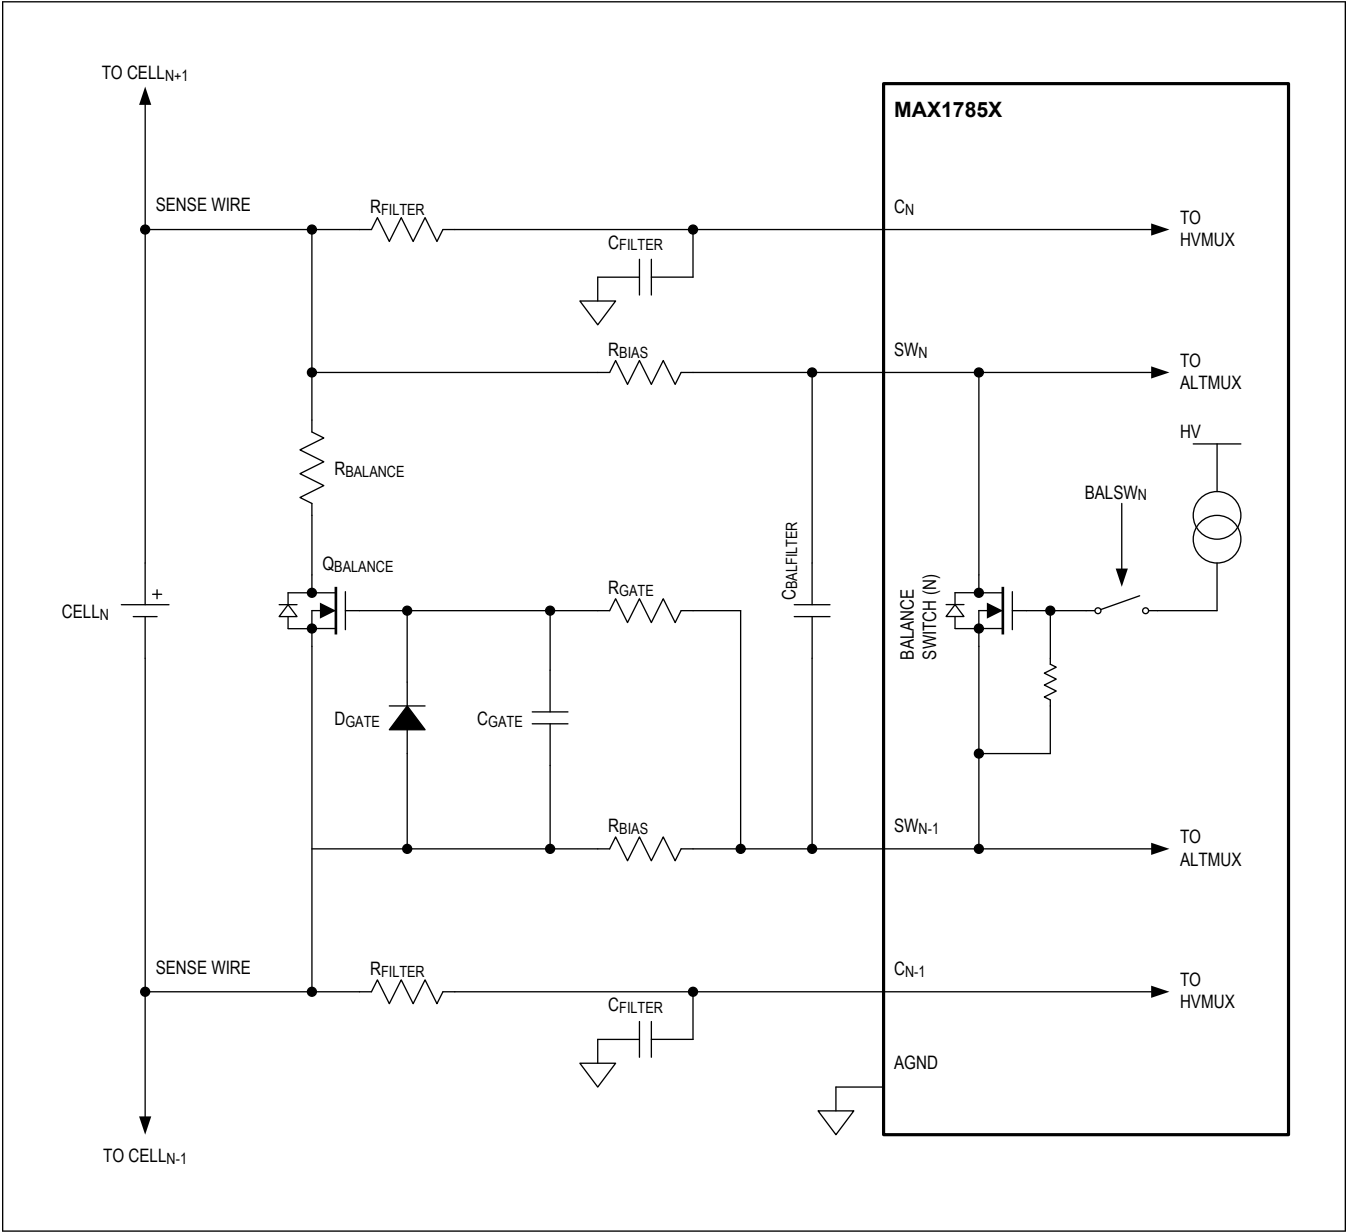 TO CELLN+1
MAX1785X
SENSE WIRE
RFILTER
CN
TO
HVMUX
CFILTER
RBIAS
SWN
TO
ALTMUX
HV
RBALANCE
BALSWN
CBALFILTER
QBALANCE
RGATE
BALANCE
SWITCH (N)
+
CELLN
DGATE
CGATE
RBIAS
SWN-1
TO
ALTMUX
SENSE WIRE
RFILTER
CN-1
TO
HVMUX
CFILTER
AGND
TO CELLN-1